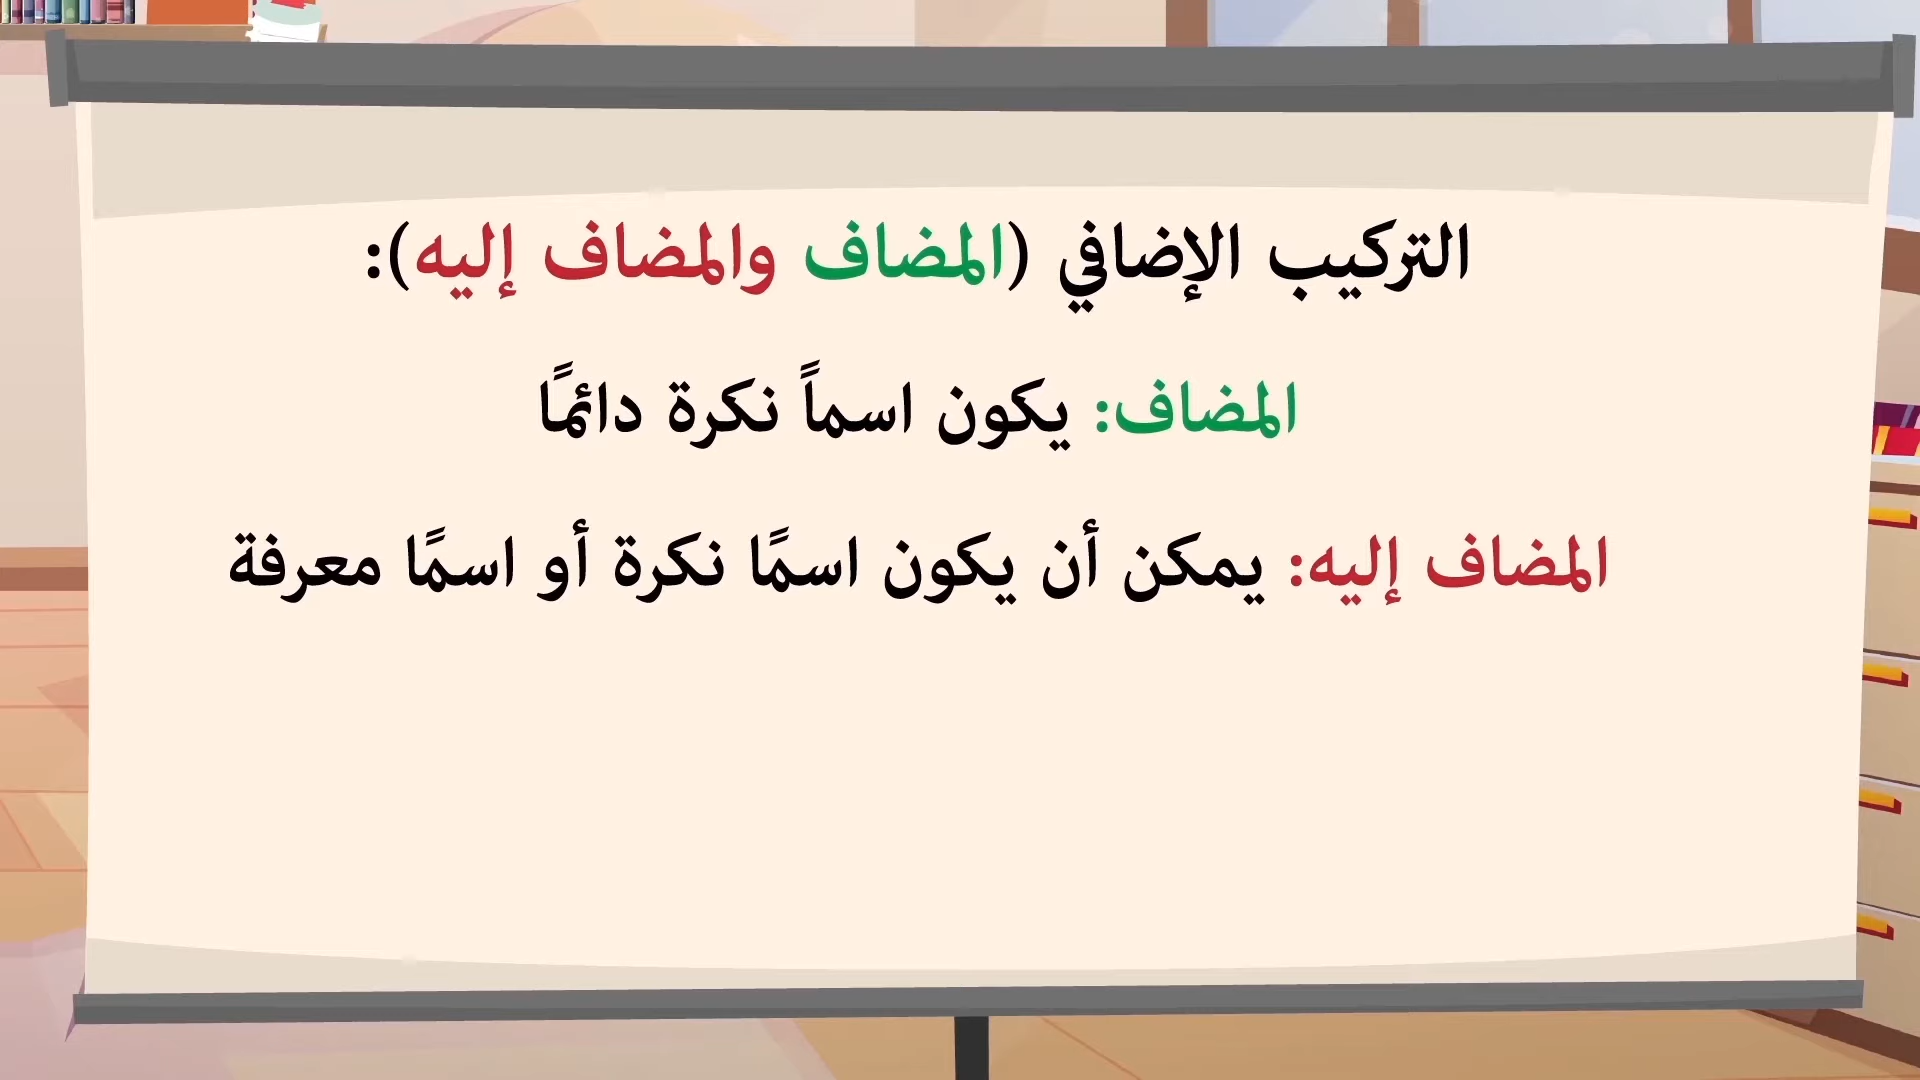 التركيب الإضافي (المضاف والمضاف إليه):
المضاف: يكون اسماً نكرة دائمًا
المضاف إليه: يمكن أن يكون اسمًا نكرة أو اسمًا معرفة